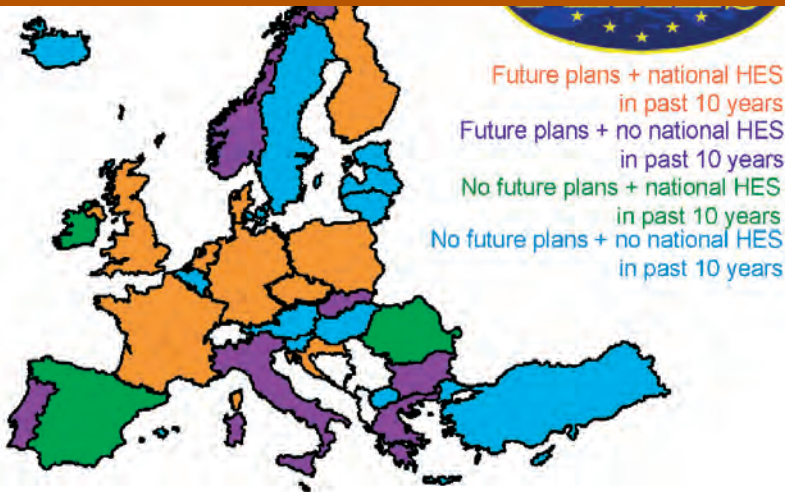 Future plans + national HES
in past 10 years
Future plans + no national HES
in past 10 years
No future plans + national HES
in past 10 years
No future plans + no national HES
in past 10 years